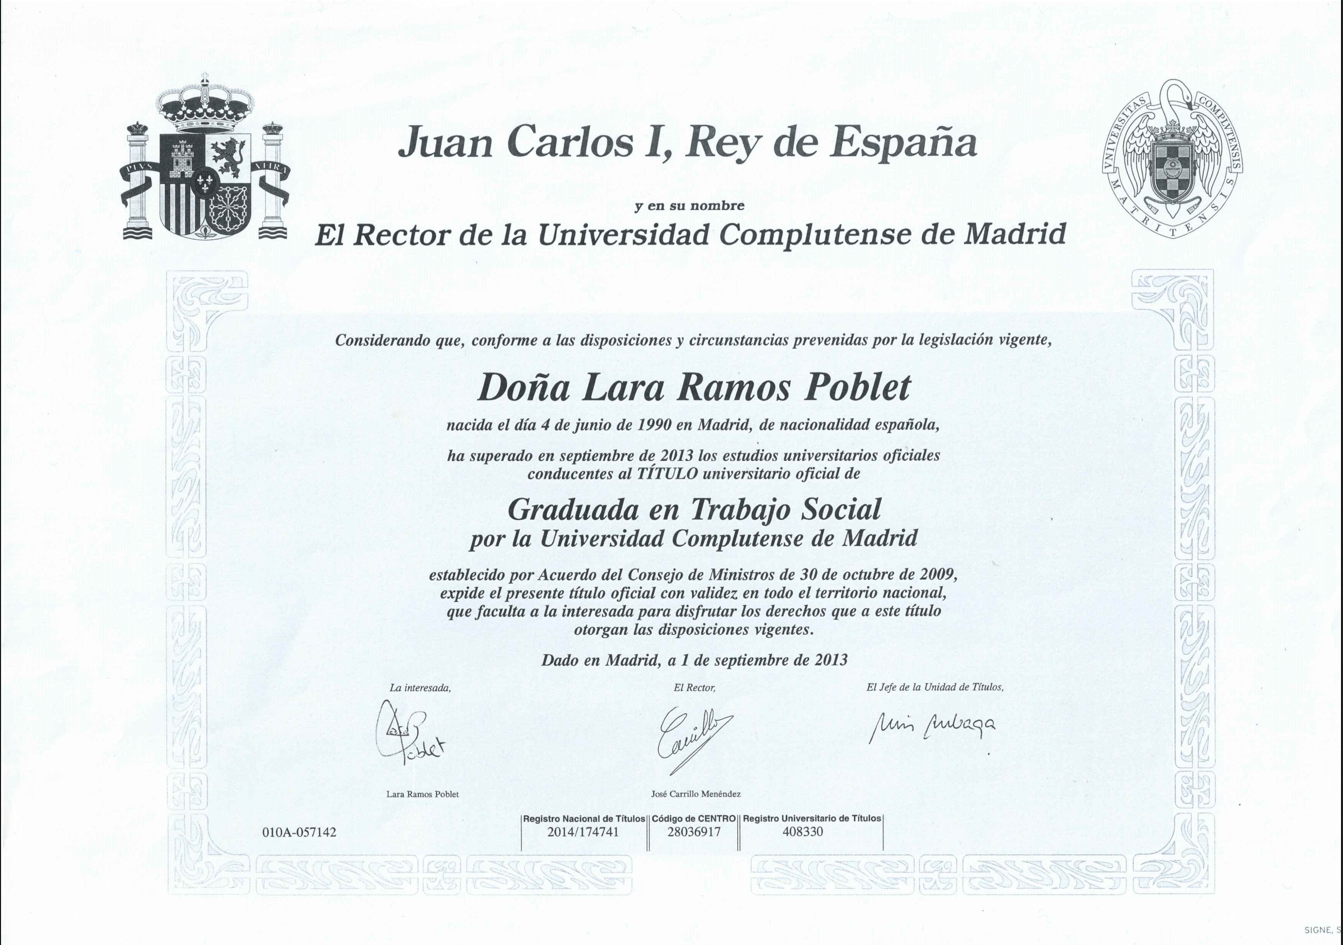 Juan Carlos I, Rey de España
y en su nombre
El Rector de la Universidad Complutense de Madrid
PLVS VLTRA
VNIVERSITAS COMPLVTENSIS MATRITENSIS
Considerando que, conforme a las disposiciones y circunstancias prevenidas por la legislación vigente,
Doña Lara Ramos Poblet
nacida el día 4 de junio de 1990 en Madrid, de nacionalidad española,
ha superado en septiembre de 2013 los estudios universitarios oficiales
conducentes al TÍTULO universitario oficial de
Graduada en Trabajo Social
por la Universidad Complutense de Madrid
establecido por Acuerdo del Consejo de Ministros de 30 de octubre de 2009,
expide el presente título oficial con validez en todo el territorio nacional,
que faculta a la interesada para disfrutar los derechos que a este título
otorgan las disposiciones vigentes.
Dado en Madrid, a 1 de septiembre de 2013
La interesada, El Rector, El Jefe de la Unidad de Títulos,
Poblet Carrillo
Lara Ramos Poblet José Carrillo Menéndez
Registro Nacional de Títulos Código de CENTRO Registro Universitario de Títulos
010A-057142 2014/174741 28036917 408330
SIGNE, S